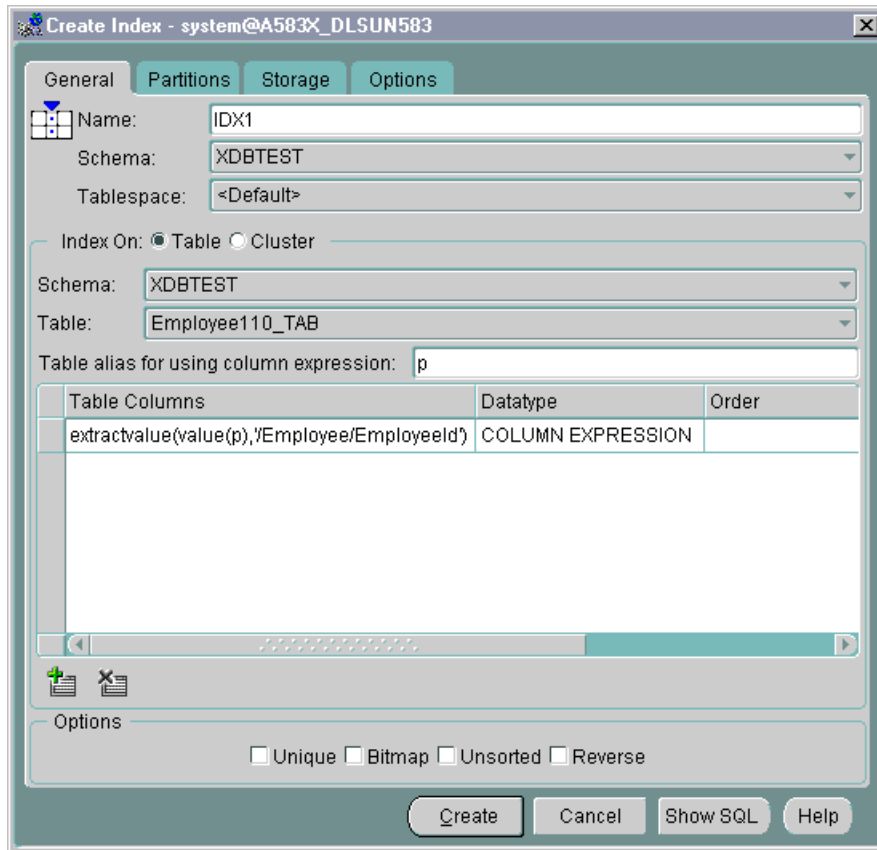 Create Index - system@A583X_DLSUN583
General Partitions Storage Options
Name: IDX1
Schema: XDBTEST
Tablespace: <Default>
Index On: Table Cluster
Schema: XDBTEST
Table: Employee110_TAB
Table alias for using column expression: p
Table Columns Datatype Order
extractvalue(value(p),'/Employee/EmployeeId') COLUMN EXPRESSION
Options
Unique Bitmap Unsorted Reverse
Create Cancel Show SQL Help